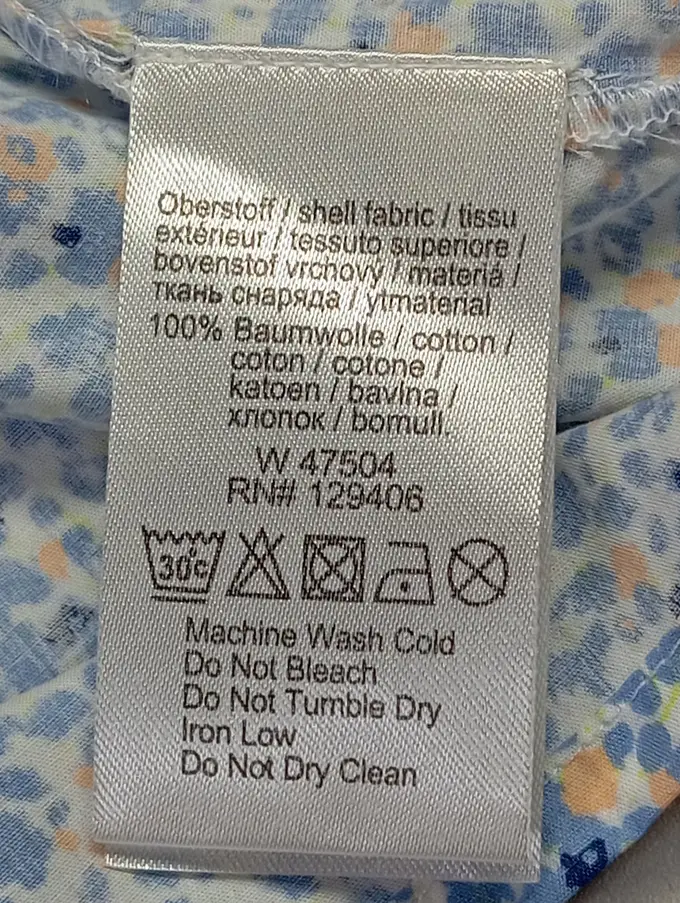 Oberstoff / shell fabric / tissu
extérieur / tessuto superiore /
bovenstof vrchovy / materiá /
ткань снаряда / ytmaterial
100% Baumwolle / cotton /
coton / cotone /
katoen / bavlna /
хлопок / bomull.
W 47504
RN# 129406
30°c
Machine Wash Cold
Do Not Bleach
Do Not Tumble Dry
Iron Low
Do Not Dry Clean